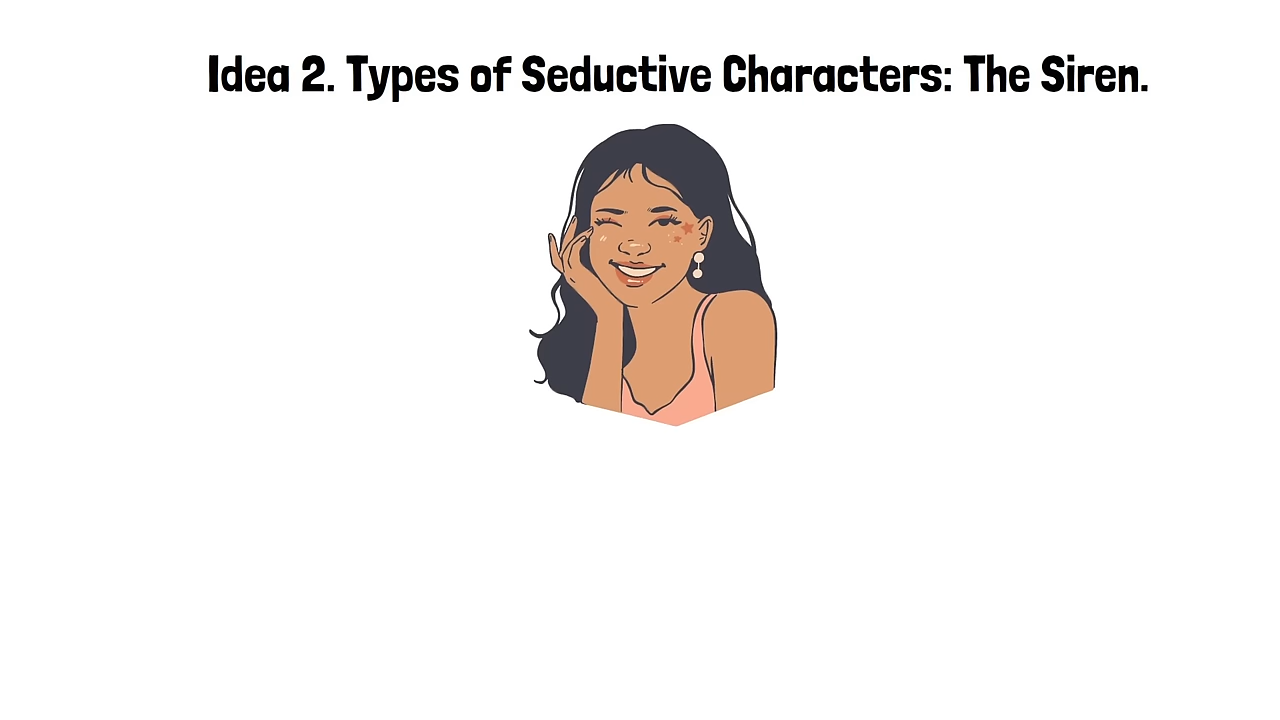 Idea 2. Types of Seductive Characters: The Siren.